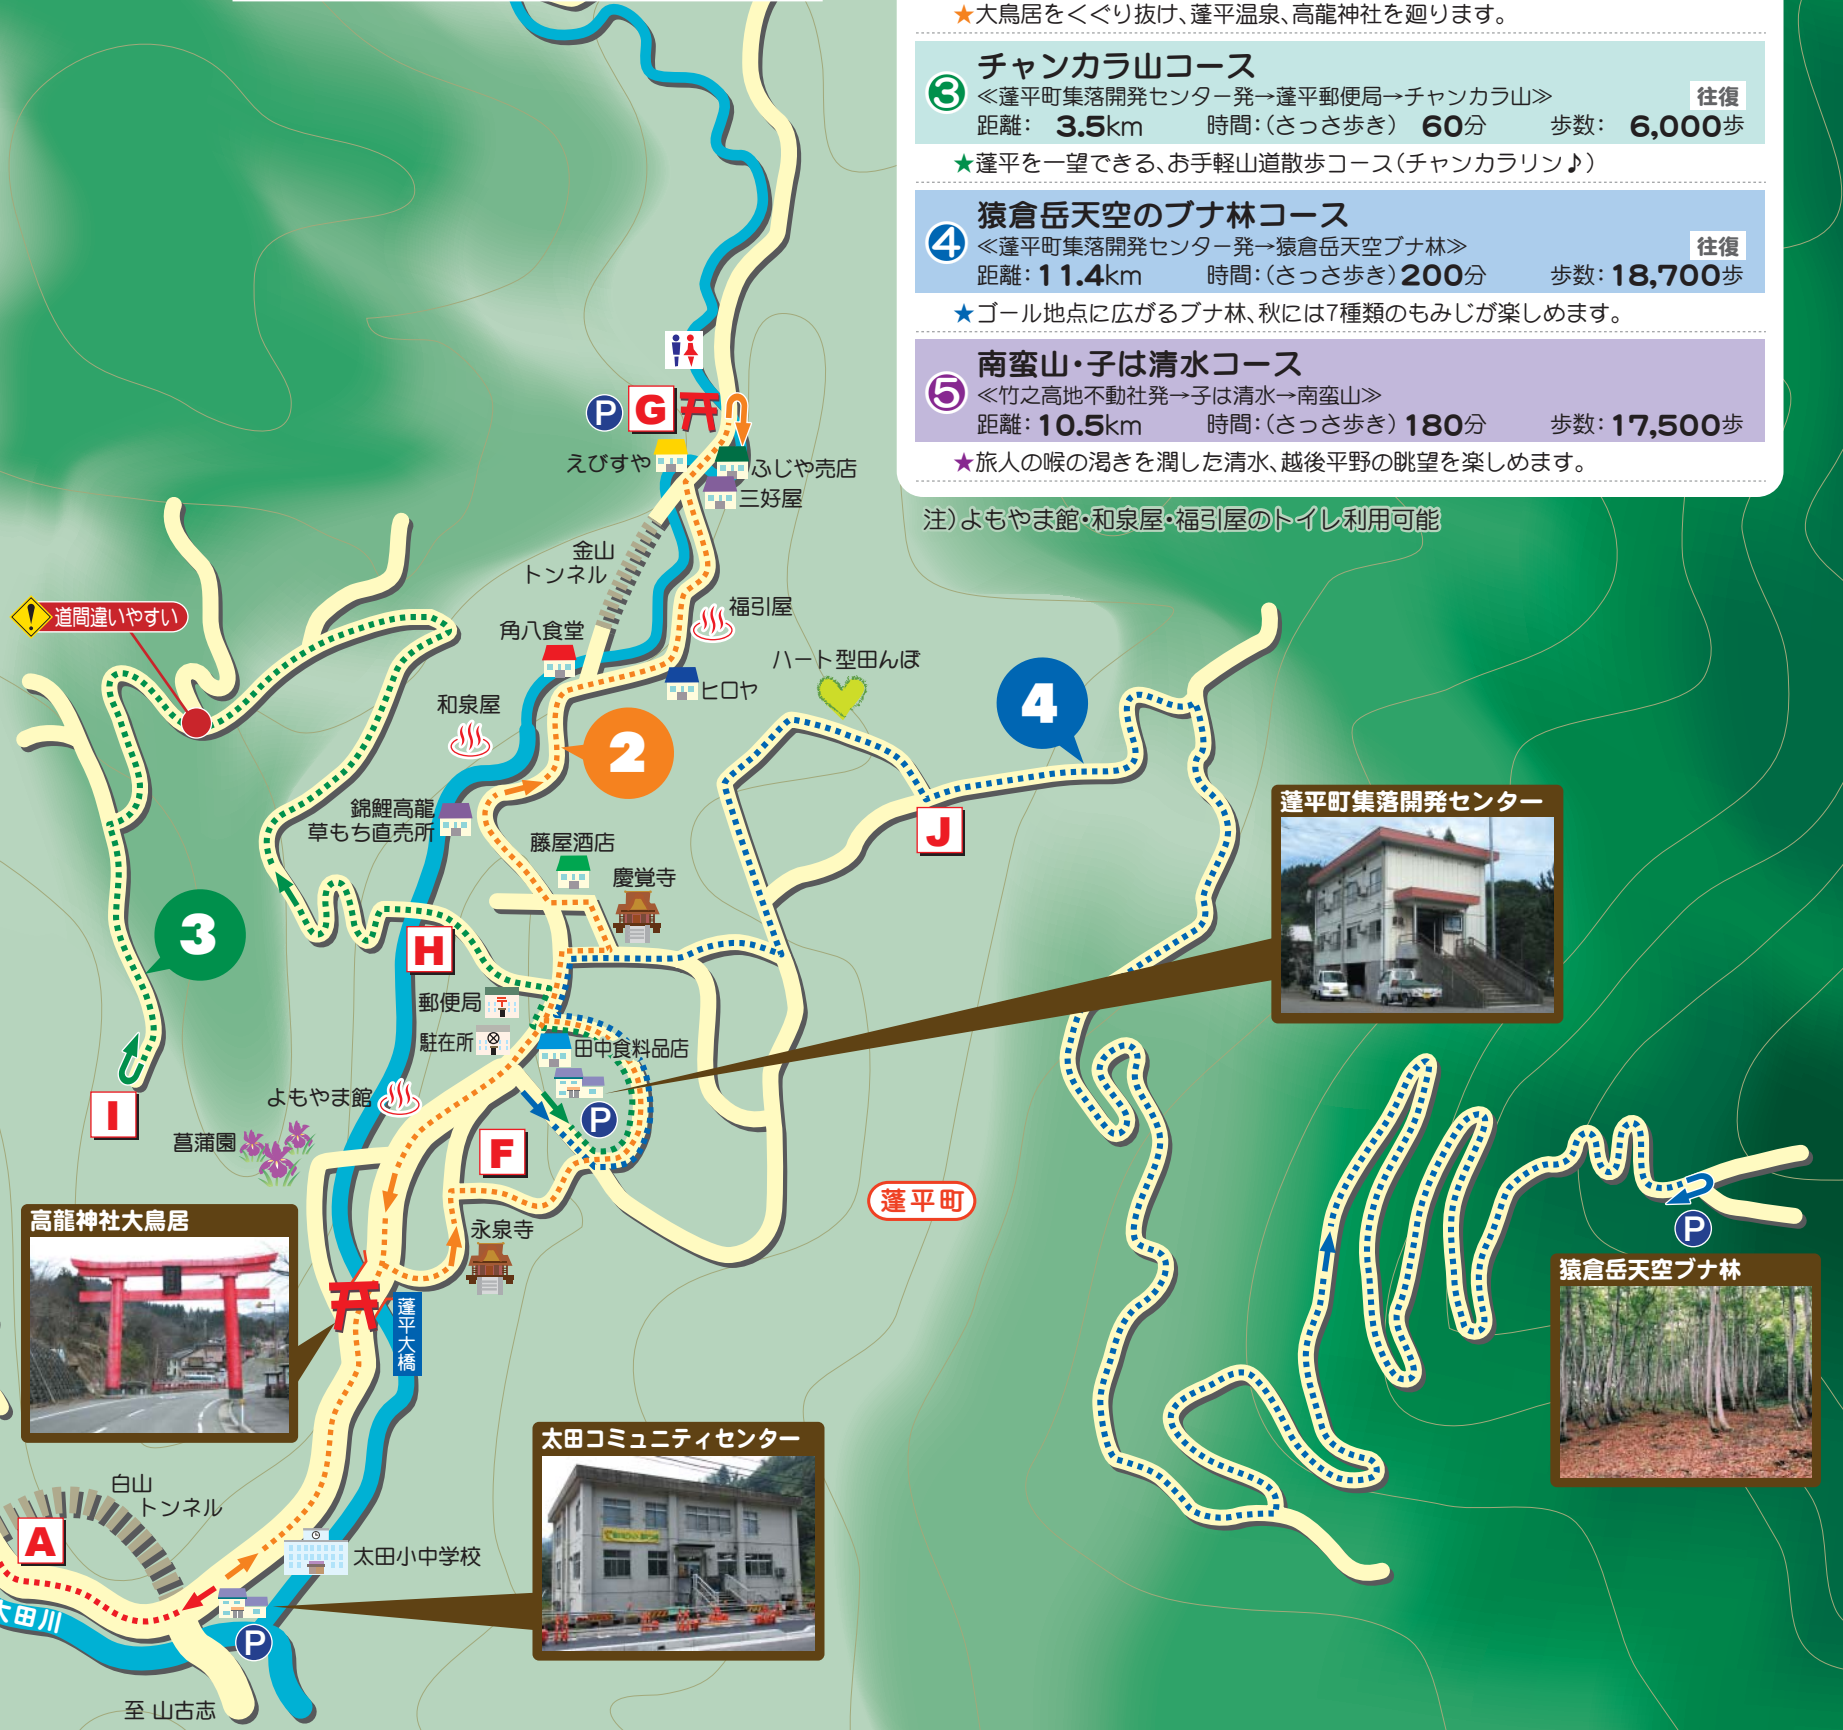 ★大鳥居をくぐり抜け、蓬平温泉、高龍神社を廻ります。
③ チャンカラ山コース
≪蓬平町集落開発センター発→蓬平郵便局→チャンカラ山≫ 往復
距離： 3.5km 時間：（さっさ歩き） 60分 歩数： 6,000歩
★蓬平を一望できる、お手軽山道散歩コース（チャンカラリン♪）
④ 猿倉岳天空のブナ林コース
≪蓬平町集落開発センター発→猿倉岳天空ブナ林≫ 往復
距離：11.4km 時間：（さっさ歩き）200分 歩数：18,700歩
★ゴール地点に広がるブナ林、秋には7種類のもみじが楽しめます。
⑤ 南蛮山・子は清水コース
≪竹之高地不動社発→子は清水→南蛮山≫
距離：10.5km 時間：（さっさ歩き）180分 歩数：17,500歩
★旅人の喉の渇きを潤した清水、越後平野の眺望を楽しめます。
注）よもやま館・和泉屋・福引屋のトイレ利用可能
P G
えびすや
ふじや売店
三好屋
金山
トンネル
福引屋
道間違いやすい
角八食堂
ハート型田んぼ
ヒロヤ
和泉屋
4
2
錦鯉高龍
草もち直売所
J
藤屋酒店
慶覚寺
蓬平町集落開発センター
3
H
郵便局
駐在所
田中食料品店
よもやま館
I
P
菖蒲園
F
蓬平町
高龍神社大鳥居
永泉寺
P
猿倉岳天空ブナ林
蓬平大橋
太田コミュニティセンター
白山
トンネル
A
太田小中学校
太田川
P
至 山古志